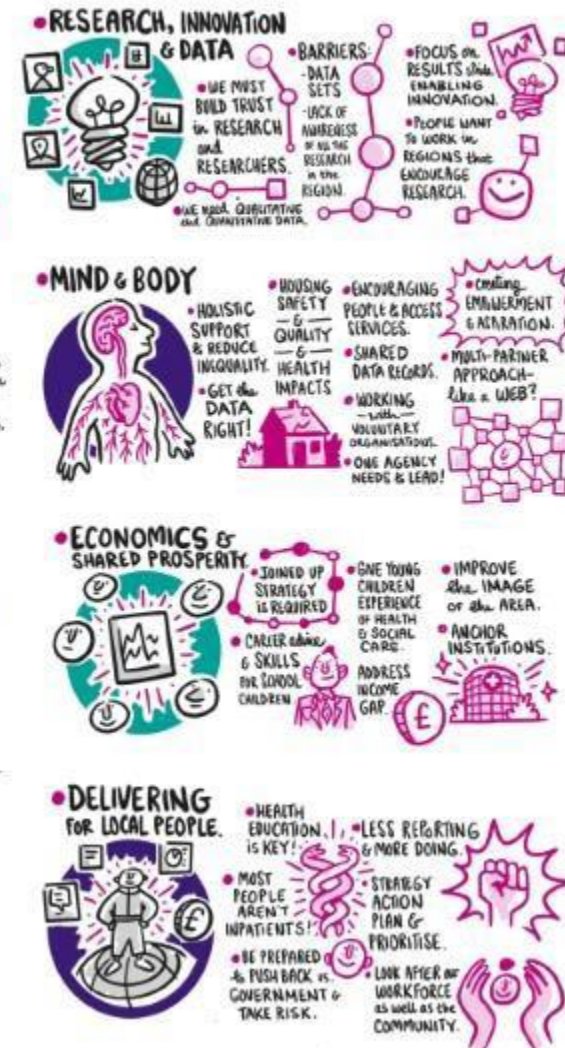 RESEARCH, INNOVATION
& DATA
WE MUST
BUILD TRUST
in RESEARCH
and
RESEARCHERS.
WE need QUALITATIVE
and QUANTITATIVE DATA.
BARRIERS:
-DATA
SETS
-LACK OF
AWARENESS
OF ALL THE
RESEARCH
in the
REGION.
FOCUS on
RESULTS while
ENABLING
INNOVATION.
PEOPLE WANT
TO WORK in
REGIONS that
ENCOURAGE
RESEARCH.
MIND & BODY
HOLISTIC
SUPPORT
& REDUCE
INEQUALITY.
GET the
DATA
RIGHT!
HOUSING
SAFETY
&
QUALITY
&
HEALTH
IMPACTS
ENCOURAGING
PEOPLE & ACCESS
SERVICES.
SHARED
DATA RECORDS.
WORKING
with
VOLUNTARY
ORGANISATIONS.
ONE AGENCY
NEEDS to LEAD!
creating
EMPOWERMENT
MULTI-PARTNER
APPROACH-
like a WEB?
ECONOMICS &
SHARED PROSPERITY.
JOINED UP
STRATEGY
is REQUIRED
CAREER advice
& SKILLS
FOR SCHOOL
CHILDREN
GIVE YOUNG
CHILDREN
EXPERIENCE
OF HEALTH
& SOCIAL
CARE.
ADDRESS
INCOME
GAP.
£
IMPROVE
the IMAGE
OF the AREA.
ANCHOR
INSTITUTIONS.
DELIVERING
FOR LOCAL PEOPLE.
£
HEALTH
EDUCATION
is KEY!
MOST
PEOPLE
AREN'T
INPATIENTS!
BE PREPARED
to PUSH BACK vs.
GOVERNMENT &
TAKE RISK.
LESS REPORTING
& MORE DOING.
STRATEGY
ACTION
PLAN &
PRIORITISE.
LOOK AFTER our
WORKFORCE
as well as the
COMMUNITY.